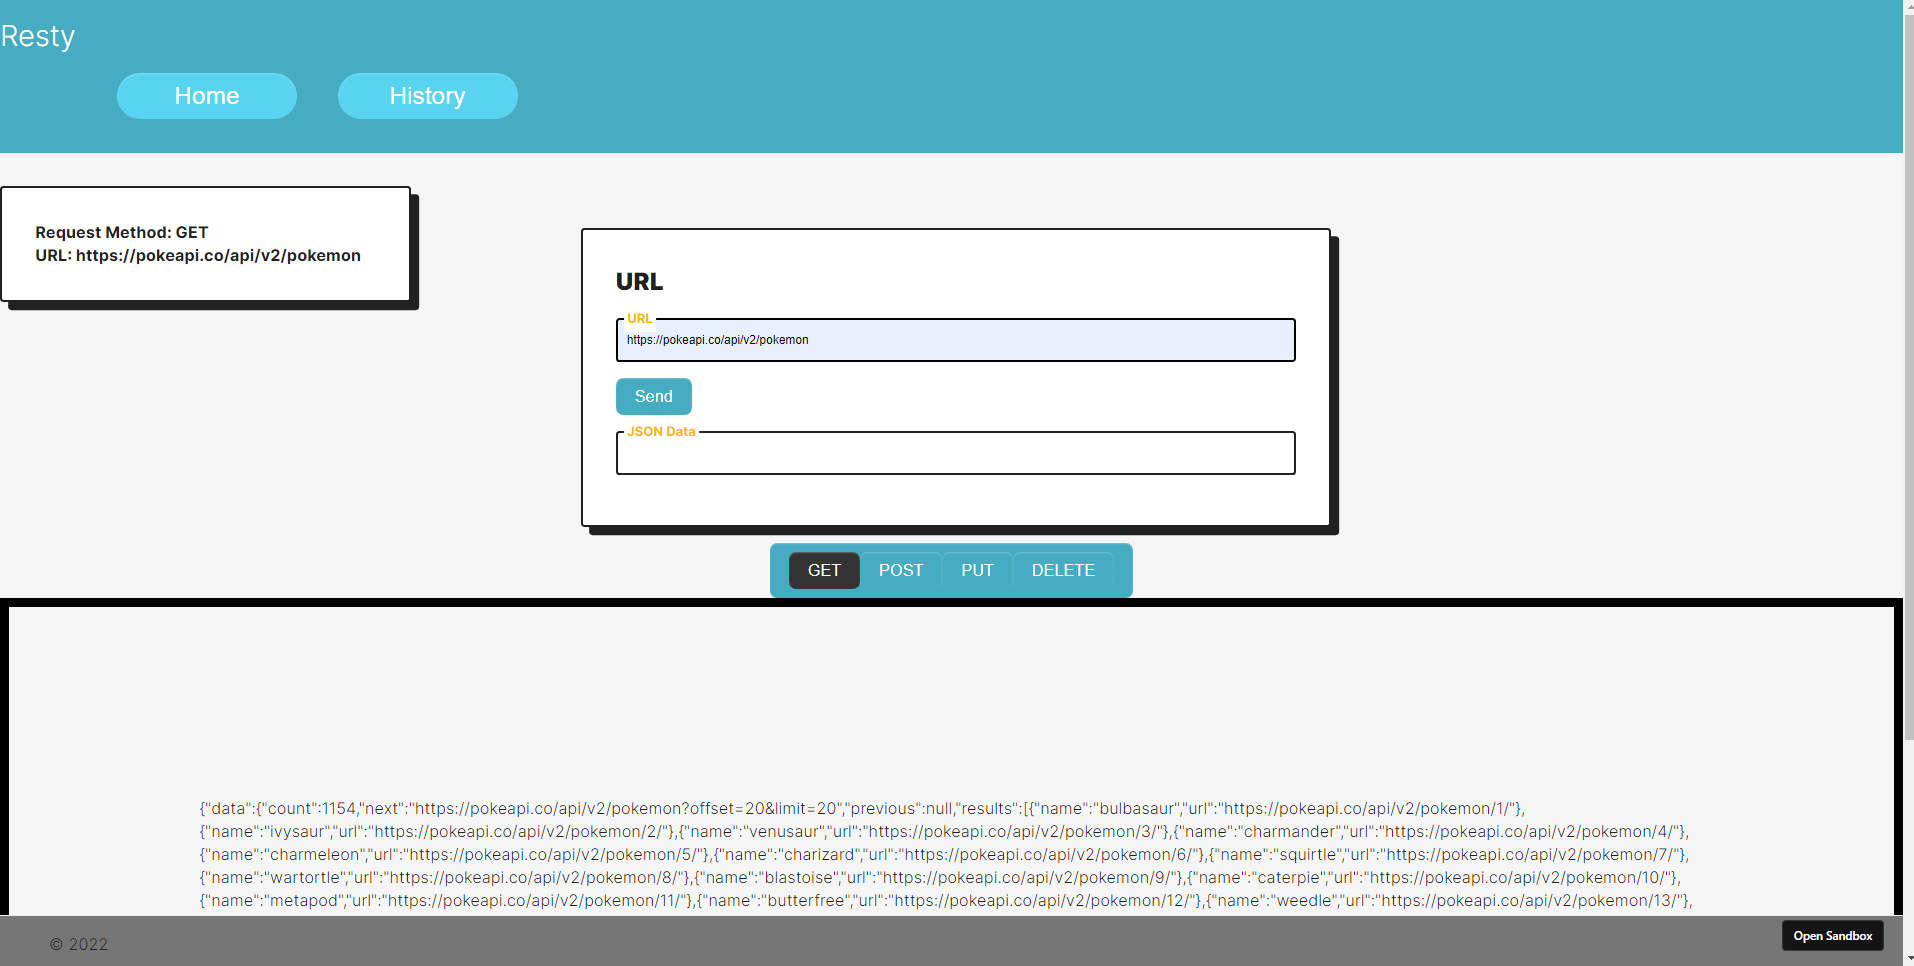 Resty
Home
History
Request Method: GET
URL: https://pokeapi.co/api/v2/pokemon
URL
URL
https://pokeapi.co/api/v2/pokemon
Send
JSON Data
GET
POST
PUT
DELETE
{"data":{"count":1154,"next":"https://pokeapi.co/api/v2/pokemon?offset=20&limit=20","previous":null,"results":[{"name":"bulbasaur","url":"https://pokeapi.co/api/v2/pokemon/1/"},
{"name":"ivysaur","url":"https://pokeapi.co/api/v2/pokemon/2/"},{"name":"venusaur","url":"https://pokeapi.co/api/v2/pokemon/3/"},{"name":"charmander","url":"https://pokeapi.co/api/v2/pokemon/4/"},
{"name":"charmeleon","url":"https://pokeapi.co/api/v2/pokemon/5/"},{"name":"charizard","url":"https://pokeapi.co/api/v2/pokemon/6/"},{"name":"squirtle","url":"https://pokeapi.co/api/v2/pokemon/7/"},
{"name":"wartortle","url":"https://pokeapi.co/api/v2/pokemon/8/"},{"name":"blastoise","url":"https://pokeapi.co/api/v2/pokemon/9/"},{"name":"caterpie","url":"https://pokeapi.co/api/v2/pokemon/10/"},
{"name":"metapod","url":"https://pokeapi.co/api/v2/pokemon/11/"},{"name":"butterfree","url":"https://pokeapi.co/api/v2/pokemon/12/"},{"name":"weedle","url":"https://pokeapi.co/api/v2/pokemon/13/"},
© 2022
Open Sandbox